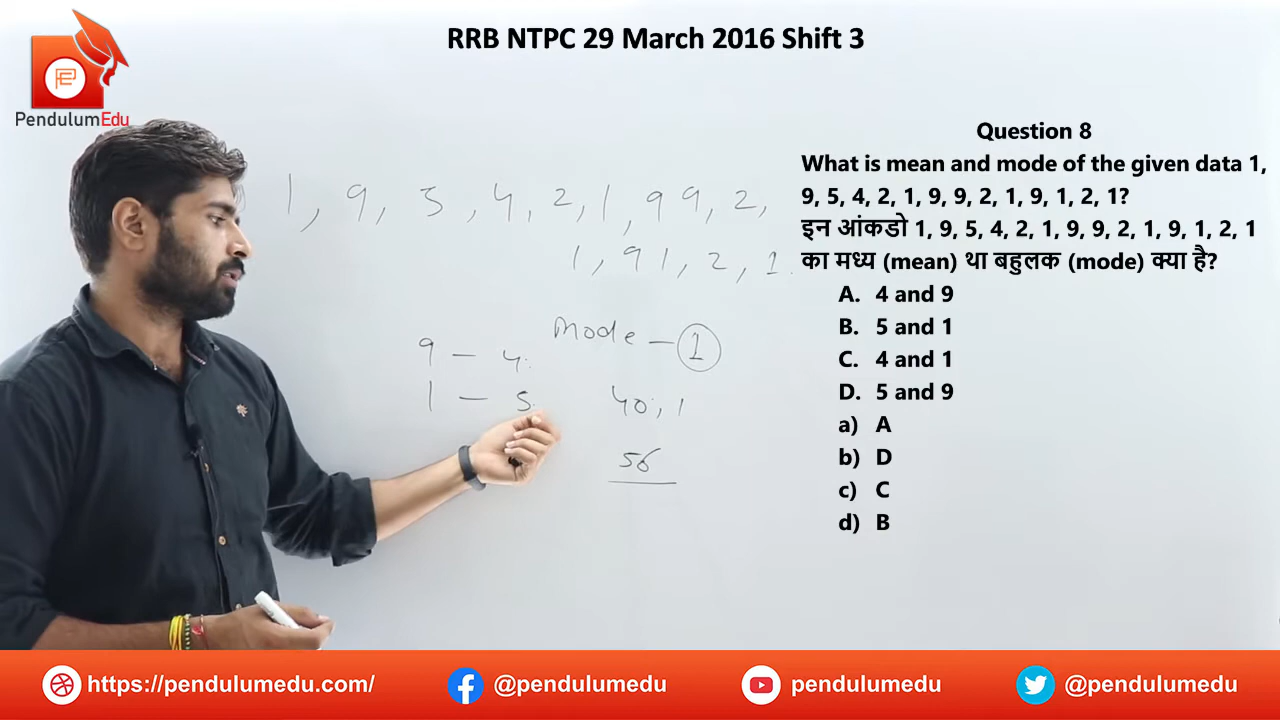 RRB NTPC 29 March 2016 Shift 3
PendulumEdu
Question 8
What is mean and mode of the given data 1,
9, 5, 4, 2, 1, 9, 9, 2, 1, 9, 1, 2, 1?
इन आंकडो 1, 9, 5, 4, 2, 1, 9, 9, 2, 1, 9, 1, 2, 1
का मध्य (mean) था बहुलक (mode) क्या है?
A. 4 and 9
B. 5 and 1
C. 4 and 1
D. 5 and 9
a) A
b) D
c) C
d) B
1, 9, 5, 4, 2, 1, 9 9, 2,
1, 9 1, 2, 1.
mode - 1
9 - 4
1 - 5
40, 1
56
https://pendulumedu.com/
@pendulumedu
pendulumedu
@pendulumedu